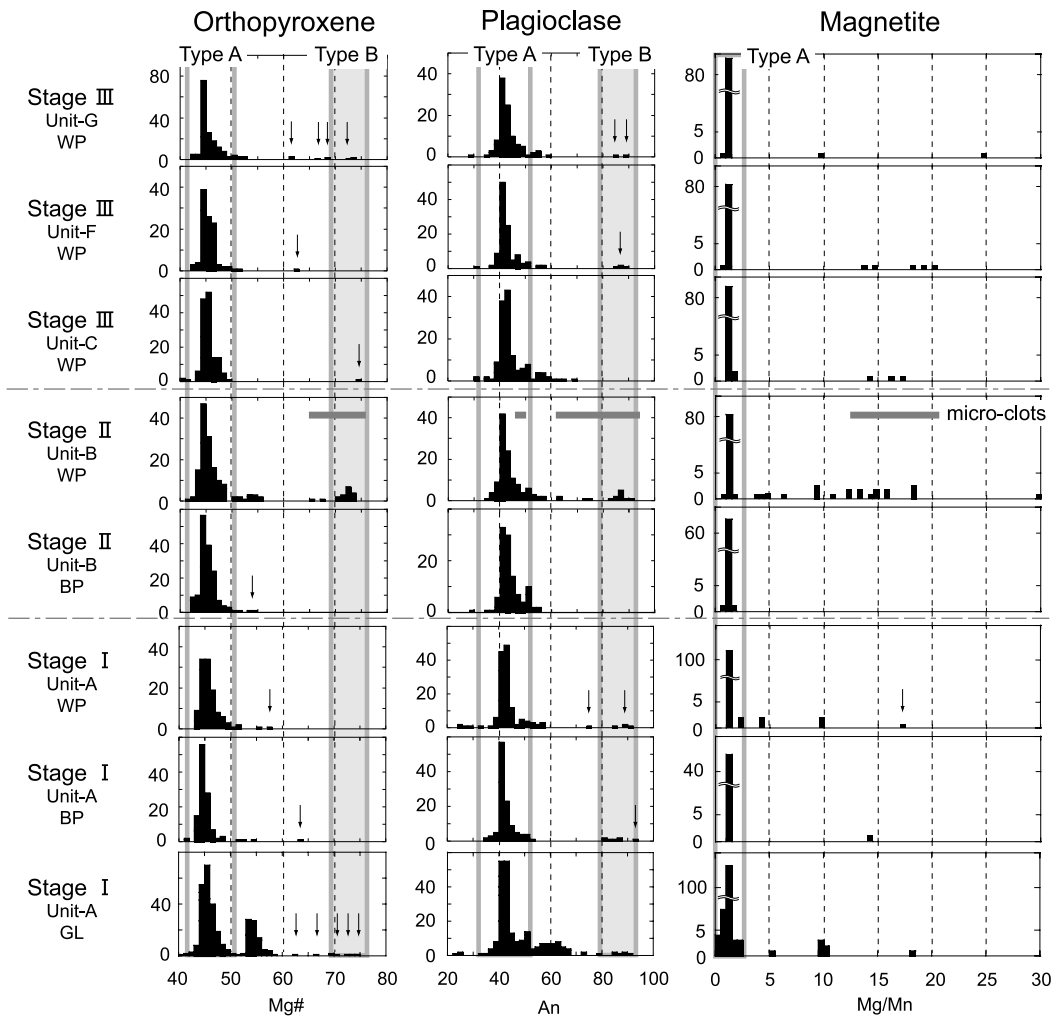 Orthopyroxene Plagioclase Magnetite
Type A Type B Type A Type B Type A
Stage Ⅲ
Unit-G
WP
80
40
0
40
20
0
80
5
0
Stage Ⅲ
Unit-F
WP
40
20
0
40
20
0
80
5
0
Stage Ⅲ
Unit-C
WP
40
20
0
40
20
0
80
5
0
Stage Ⅱ
Unit-B
WP
40
20
0
40
20
0
80
5
0
micro-clots
Stage Ⅱ
Unit-B
BP
40
20
0
40
20
0
60
5
0
Stage Ⅰ
Unit-A
WP
40
20
0
40
20
0
100
5
0
Stage Ⅰ
Unit-A
BP
40
20
0
40
20
0
40
5
0
Stage Ⅰ
Unit-A
GL
40
20
0
40
20
0
100
5
0
40 50 60 70 80
20 40 60 80 100
0 5 10 15 20 25 30
Mg# An Mg/Mn